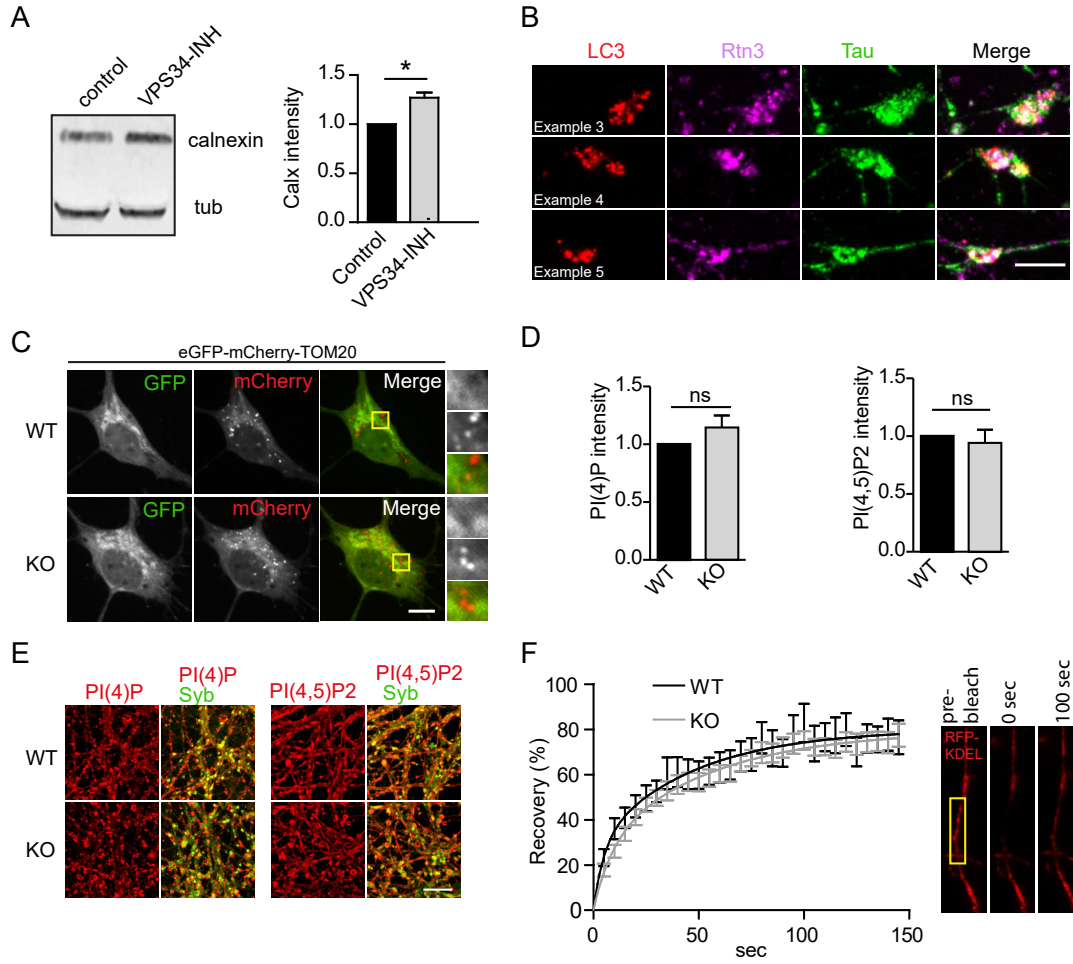 A
control
VPS34-INH
calnexin
tub
Calx intensity
1.5
1.0
0.5
0.0
*
Control
VPS34-INH
B
LC3 Rtn3 Tau Merge
Example 3
Example 4
Example 5
C
eGFP-mCherry-TOM20
GFP mCherry Merge
WT
GFP mCherry Merge
KO
D
PI(4)P intensity
1.5
1.0
0.5
0.0
ns
WT
KO
PI(4,5)P2 intensity
1.5
1.0
0.5
0.0
ns
WT
KO
E
PI(4)P
PI(4)P
Syb
PI(4,5)P2
PI(4,5)P2
Syb
WT
KO
F
Recovery (%)
100
80
60
40
20
0
WT
KO
0 50 100 150
sec
pre-
bleach
0 sec
100 sec
RFP-
KDEL